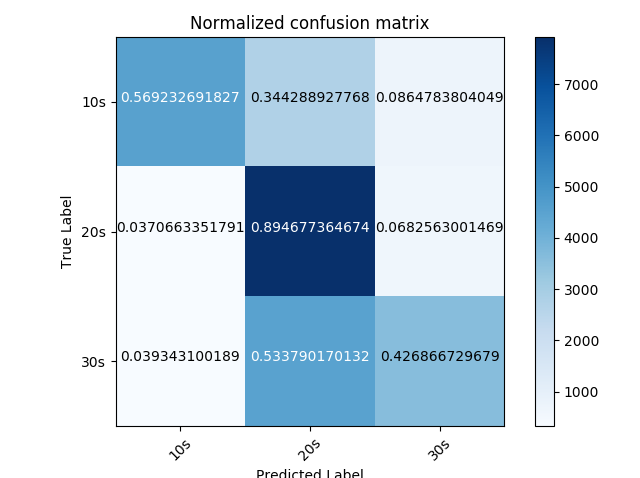 Normalized confusion matrix
10s
0.569232691827 0.344288927768 0.0864783804049
20s
0.0370663351791 0.894677364674 0.0682563001469
30s
0.039343100189 0.533790170132 0.426866729679
True Label
10s 20s 30s
Predicted Label
7000
6000
5000
4000
3000
2000
1000